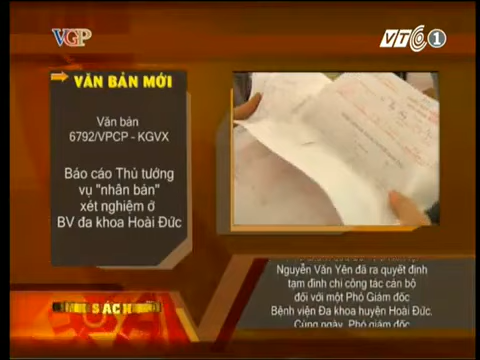 VGP
VTC 1
VĂN BẢN MỚI
Văn bản
6792/VPCP - KGVX
Báo cáo Thủ tướng
vụ "nhân bản"
xét nghiệm ở
BV đa khoa Hoài Đức
Nguyễn Văn Yên đã ra quyết định
tạm đình chỉ công tác cán bộ
đối với một Phó Giám đốc
Bệnh viện Đa khoa huyện Hoài Đức.
Cùng ngày, Phó giám đốc
SÁCH